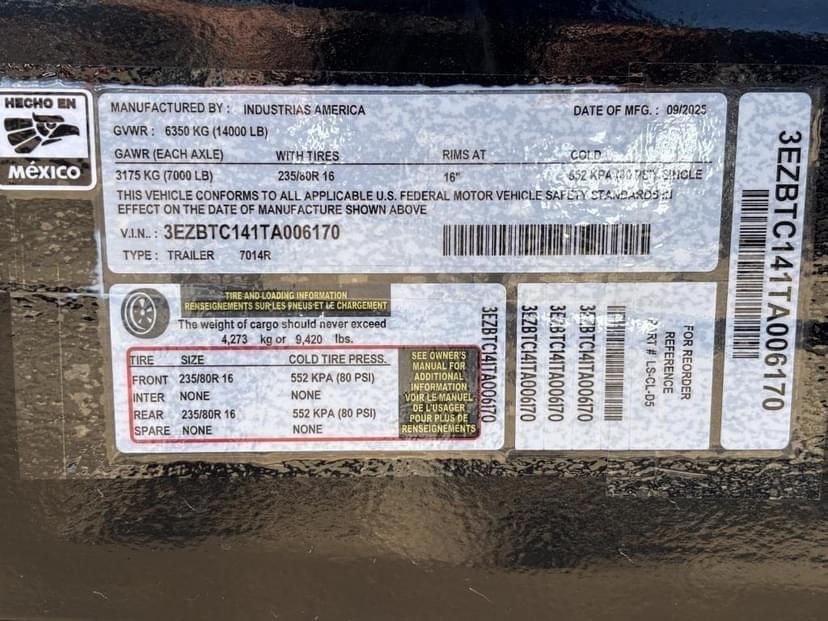 HECHO EN
MÉXICO
MANUFACTURED BY : INDUSTRIAS AMERICA DATE OF MFG. : 09/2025
GVWR : 6350 KG (14000 LB)
GAWR (EACH AXLE) WITH TIRES RIMS AT COLD
3175 KG (7000 LB) 235/80R 16 16" 552 KPA (80 PSI) SINGLE
THIS VEHICLE CONFORMS TO ALL APPLICABLE U.S. FEDERAL MOTOR VEHICLE SAFETY STANDARDS IN
EFFECT ON THE DATE OF MANUFACTURE SHOWN ABOVE
V.I.N.. : 3EZBTC141TA006170
TYPE : TRAILER 7014R
TIRE AND LOADING INFORMATION
RENSEIGNEMENTS SUR LES PNEUS ET LE CHARGEMENT
The weight of cargo should never exceed
4,273 kg or 9,420 lbs.
TIRE SIZE COLD TIRE PRESS.
FRONT 235/80R 16 552 KPA (80 PSI)
INTER NONE NONE
REAR 235/80R 16 552 KPA (80 PSI)
SPARE NONE NONE
SEE OWNER'S
MANUAL FOR
ADDITIONAL
INFORMATION
VOIR LE MANUEL
DE L'USAGER
POUR PLUS DE
RENSEIGNEMENTS
3EZBTC141TA006170
3EZBTC141TA006170
3EZBTC141TA006170
3EZBTC141TA006170
FOR REORDER
REFERENCE
PART # LS-CL-D5
3EZBTC141TA006170